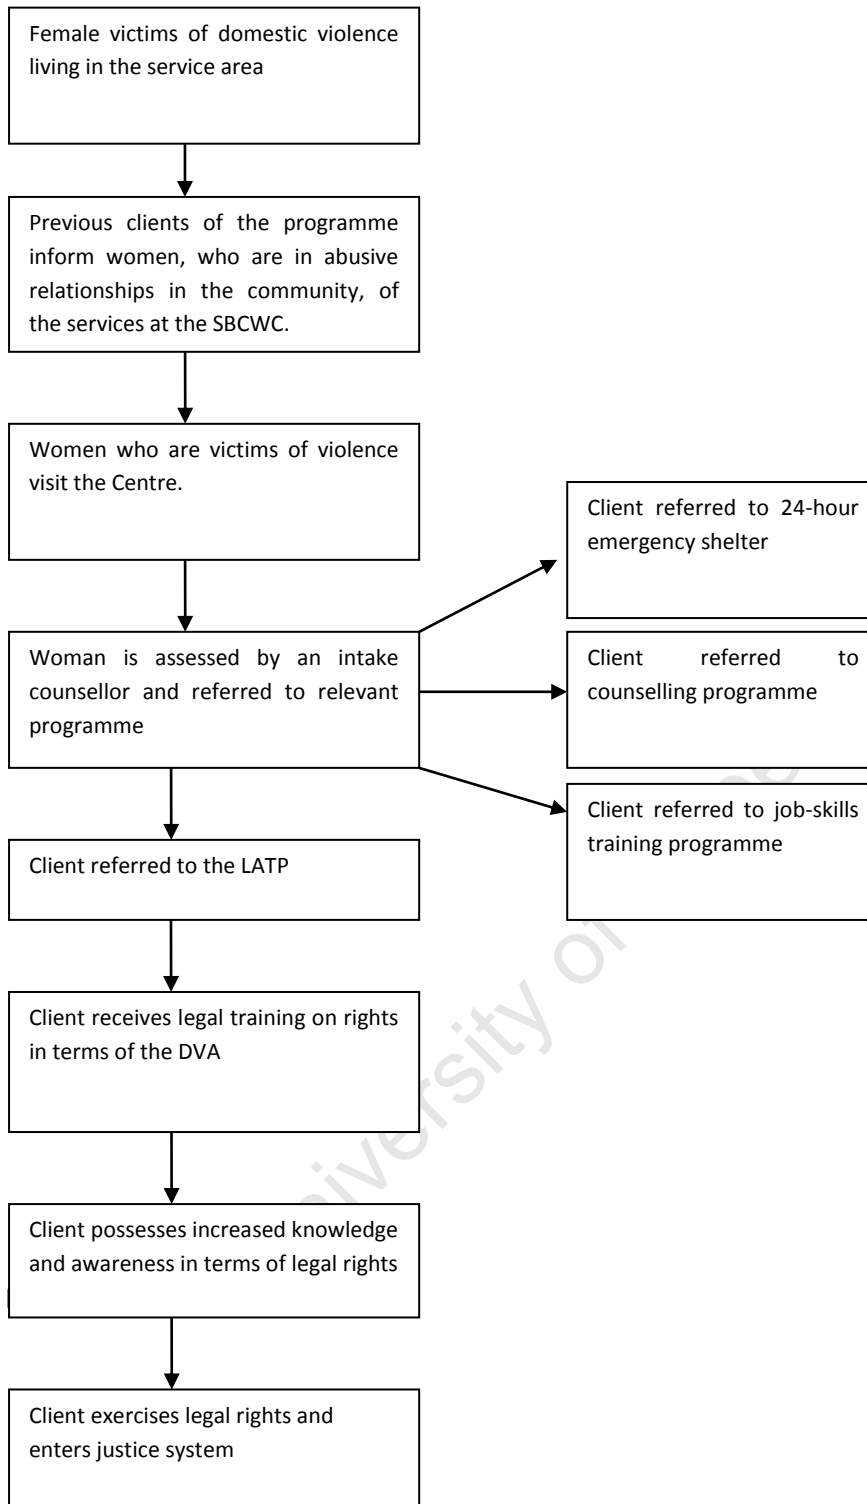 Female victims of domestic violence
living in the service area
Previous clients of the programme
inform women, who are in abusive
relationships in the community, of
the services at the SBCWC.
Women who are victims of violence
visit the Centre.
Client referred to 24-hour
emergency shelter
Woman is assessed by an intake
counsellor and referred to relevant
programme
Client referred to
counselling programme
Client referred to job-skills
training programme
Client referred to the LATP
Client receives legal training on rights
in terms of the DVA
Client possesses increased knowledge
and awareness in terms of legal rights
Client exercises legal rights and
enters justice system
of